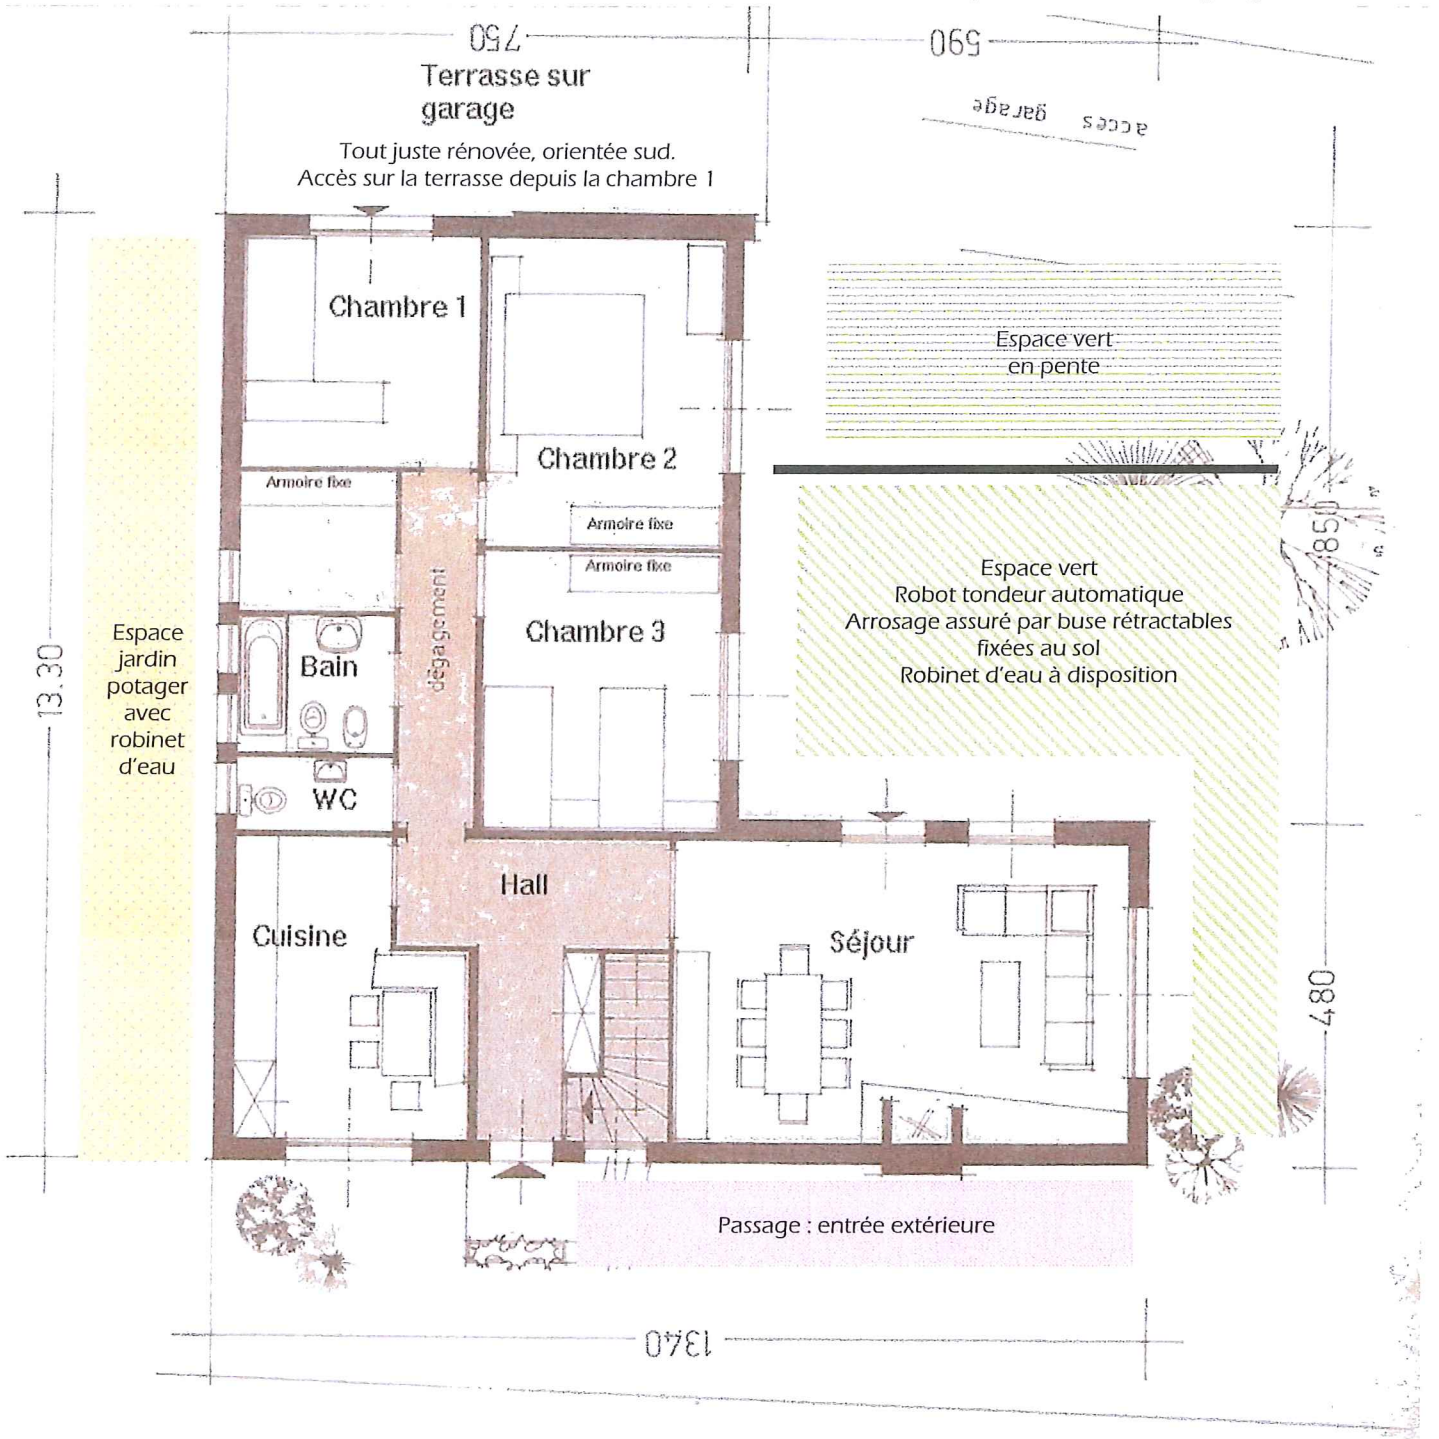 750
590
Terrasse sur
garage
accès garage
Tout juste rénovée, orientée sud.
Accès sur la terrasse depuis la chambre 1
Chambre 1
Espace vert
en pente
Chambre 2
Armoire fixe
Armoire fixe
850
Armoire fixe
dégagement
Espace vert
Robot tondeur automatique
Arrosage assuré par buse rétractables
fixées au sol
Robinet d'eau à disposition
Chambre 3
Espace
jardin
potager
avec
robinet
d'eau
13.30
Bain
WC
Hall
Cuisine
Séjour
480
Passage : entrée extérieure
1340